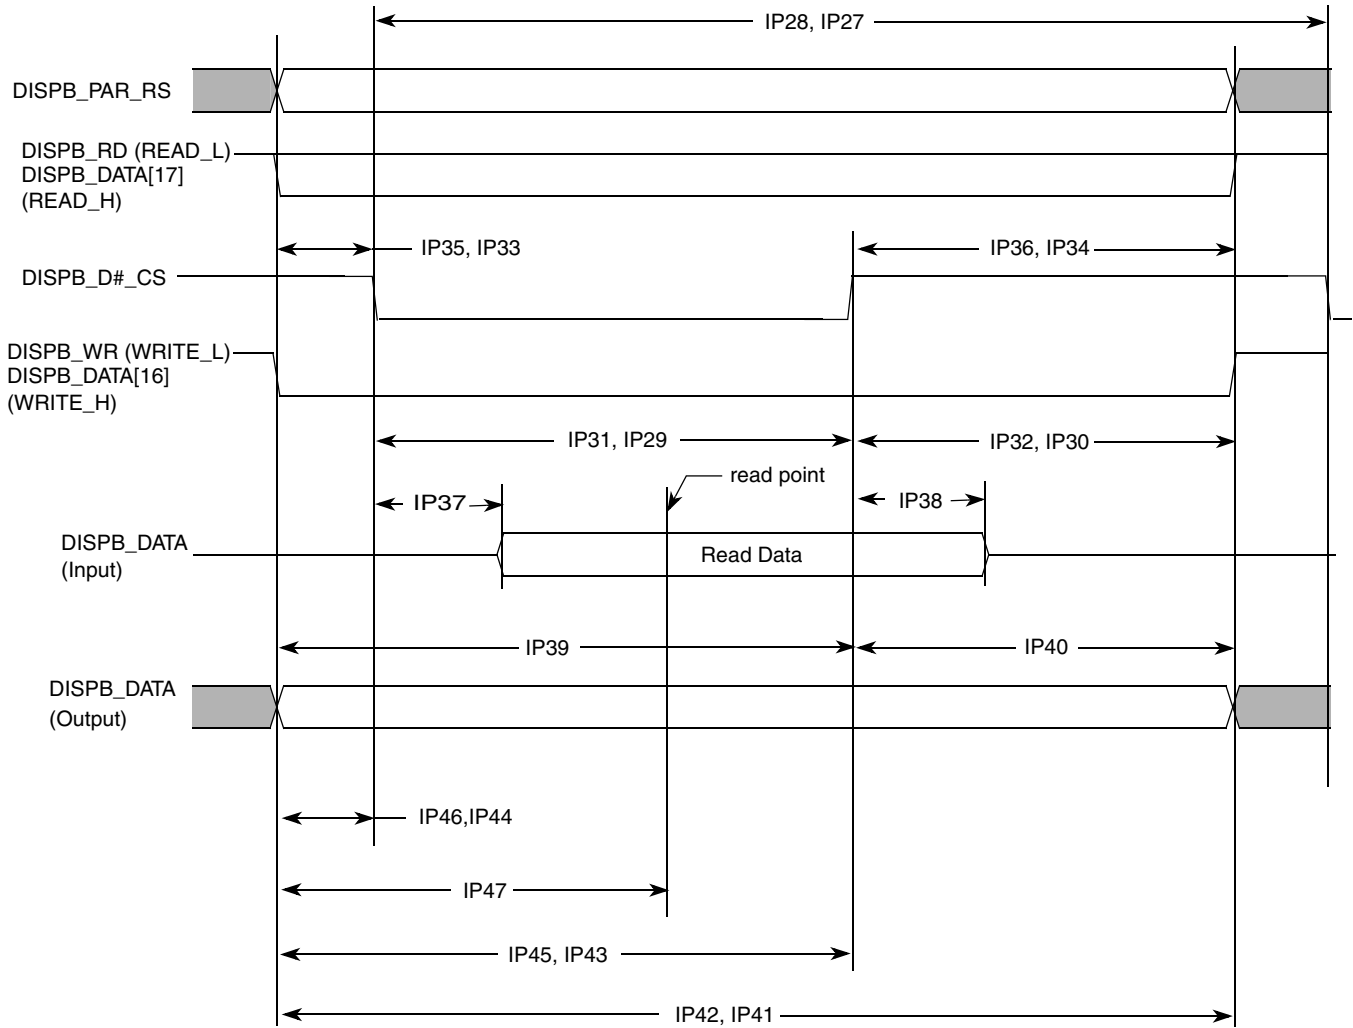 IP28, IP27
DISPB_PAR_RS
DISPB_RD (READ_L)
DISPB_DATA[17]
(READ_H)
IP35, IP33
IP36, IP34
DISPB_D#_CS
DISPB_WR (WRITE_L)
DISPB_DATA[16]
(WRITE_H)
IP31, IP29
IP32, IP30
read point
IP37
IP38
DISPB_DATA
(Input)
Read Data
IP39
IP40
DISPB_DATA
(Output)
IP46,IP44
IP47
IP45, IP43
IP42, IP41